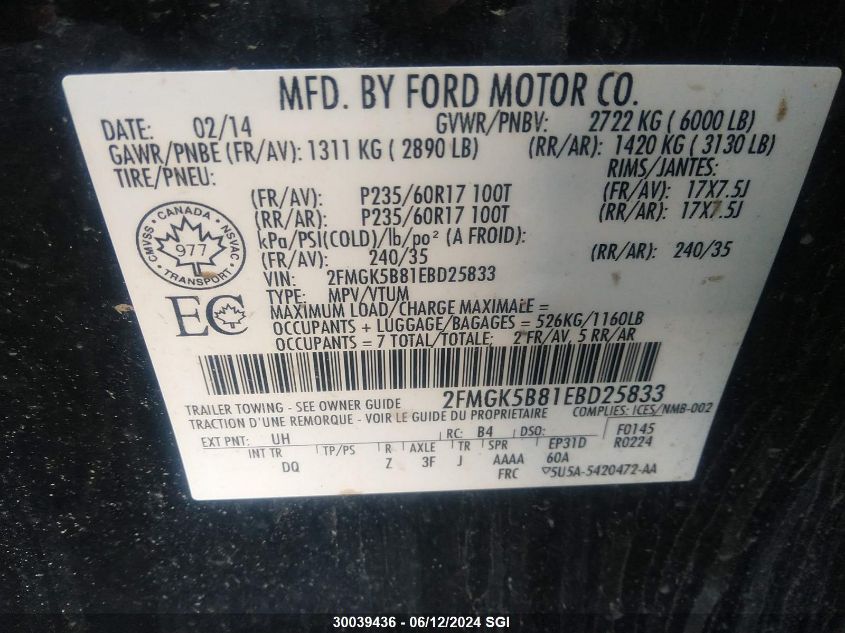 MFD. BY FORD MOTOR CO.
DATE: 02/14 GVWR/PNBV: 2722 KG ( 6000 LB)
GAWR/PNBE (FR/AV): 1311 KG ( 2890 LB) (RR/AR): 1420 KG ( 3130 LB)
TIRE/PNEU: RIMS/JANTES:
(FR/AV): P235/60R17 100T (FR/AV): 17X7.5J
(RR/AR): P235/60R17 100T (RR/AR): 17X7.5J
kPa/PSI(COLD)/lb/po² (A FROID):
(FR/AV): 240/35 (RR/AR): 240/35
CANADA CMVSS NSVAC 977 TRANSPORT
VIN: 2FMGK5B81EBD25833
TYPE: MPV/VTUM
EC
MAXIMUM LOAD/CHARGE MAXIMALE =
OCCUPANTS + LUGGAGE/BAGAGES = 526KG/1160LB
OCCUPANTS = 7 TOTAL/TOTALE; 2 FR/AV, 5 RR/AR
2FMGK5B81EBD25833
TRAILER TOWING - SEE OWNER GUIDE COMPLIES: ICES/NMB-002
TRACTION D'UNE REMORQUE - VOIR LE GUIDE DU PROPRIETAIRE
EXT PNT: UH RC: B4 DSO: F0145
INT TR TP/PS R AXLE TR SPR EP31D R0224
DQ Z 3F J AAAA 60A
FRC ▽5U5A-5420472-AA
30039436 - 06/12/2024 SGI